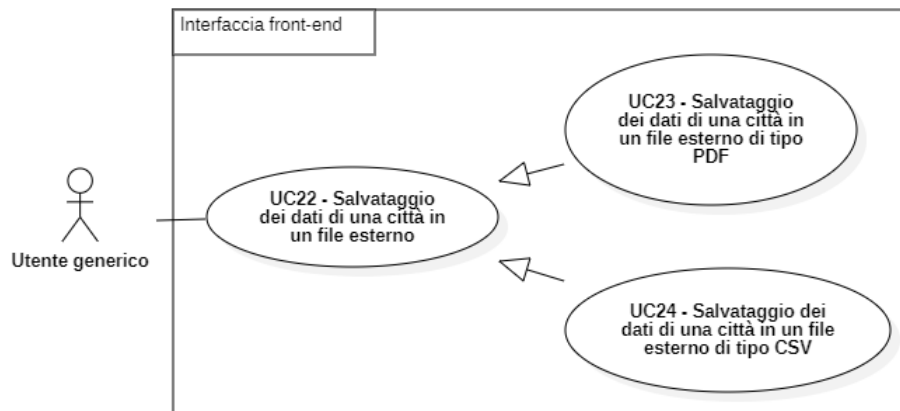 Interfaccia front-end
UC23 - Salvataggio
dei dati di una città in
un file esterno di tipo
PDF
UC22 - Salvataggio
dei dati di una città in
un file esterno
Utente generico
UC24 - Salvataggio dei
dati di una città in un file
esterno di tipo CSV